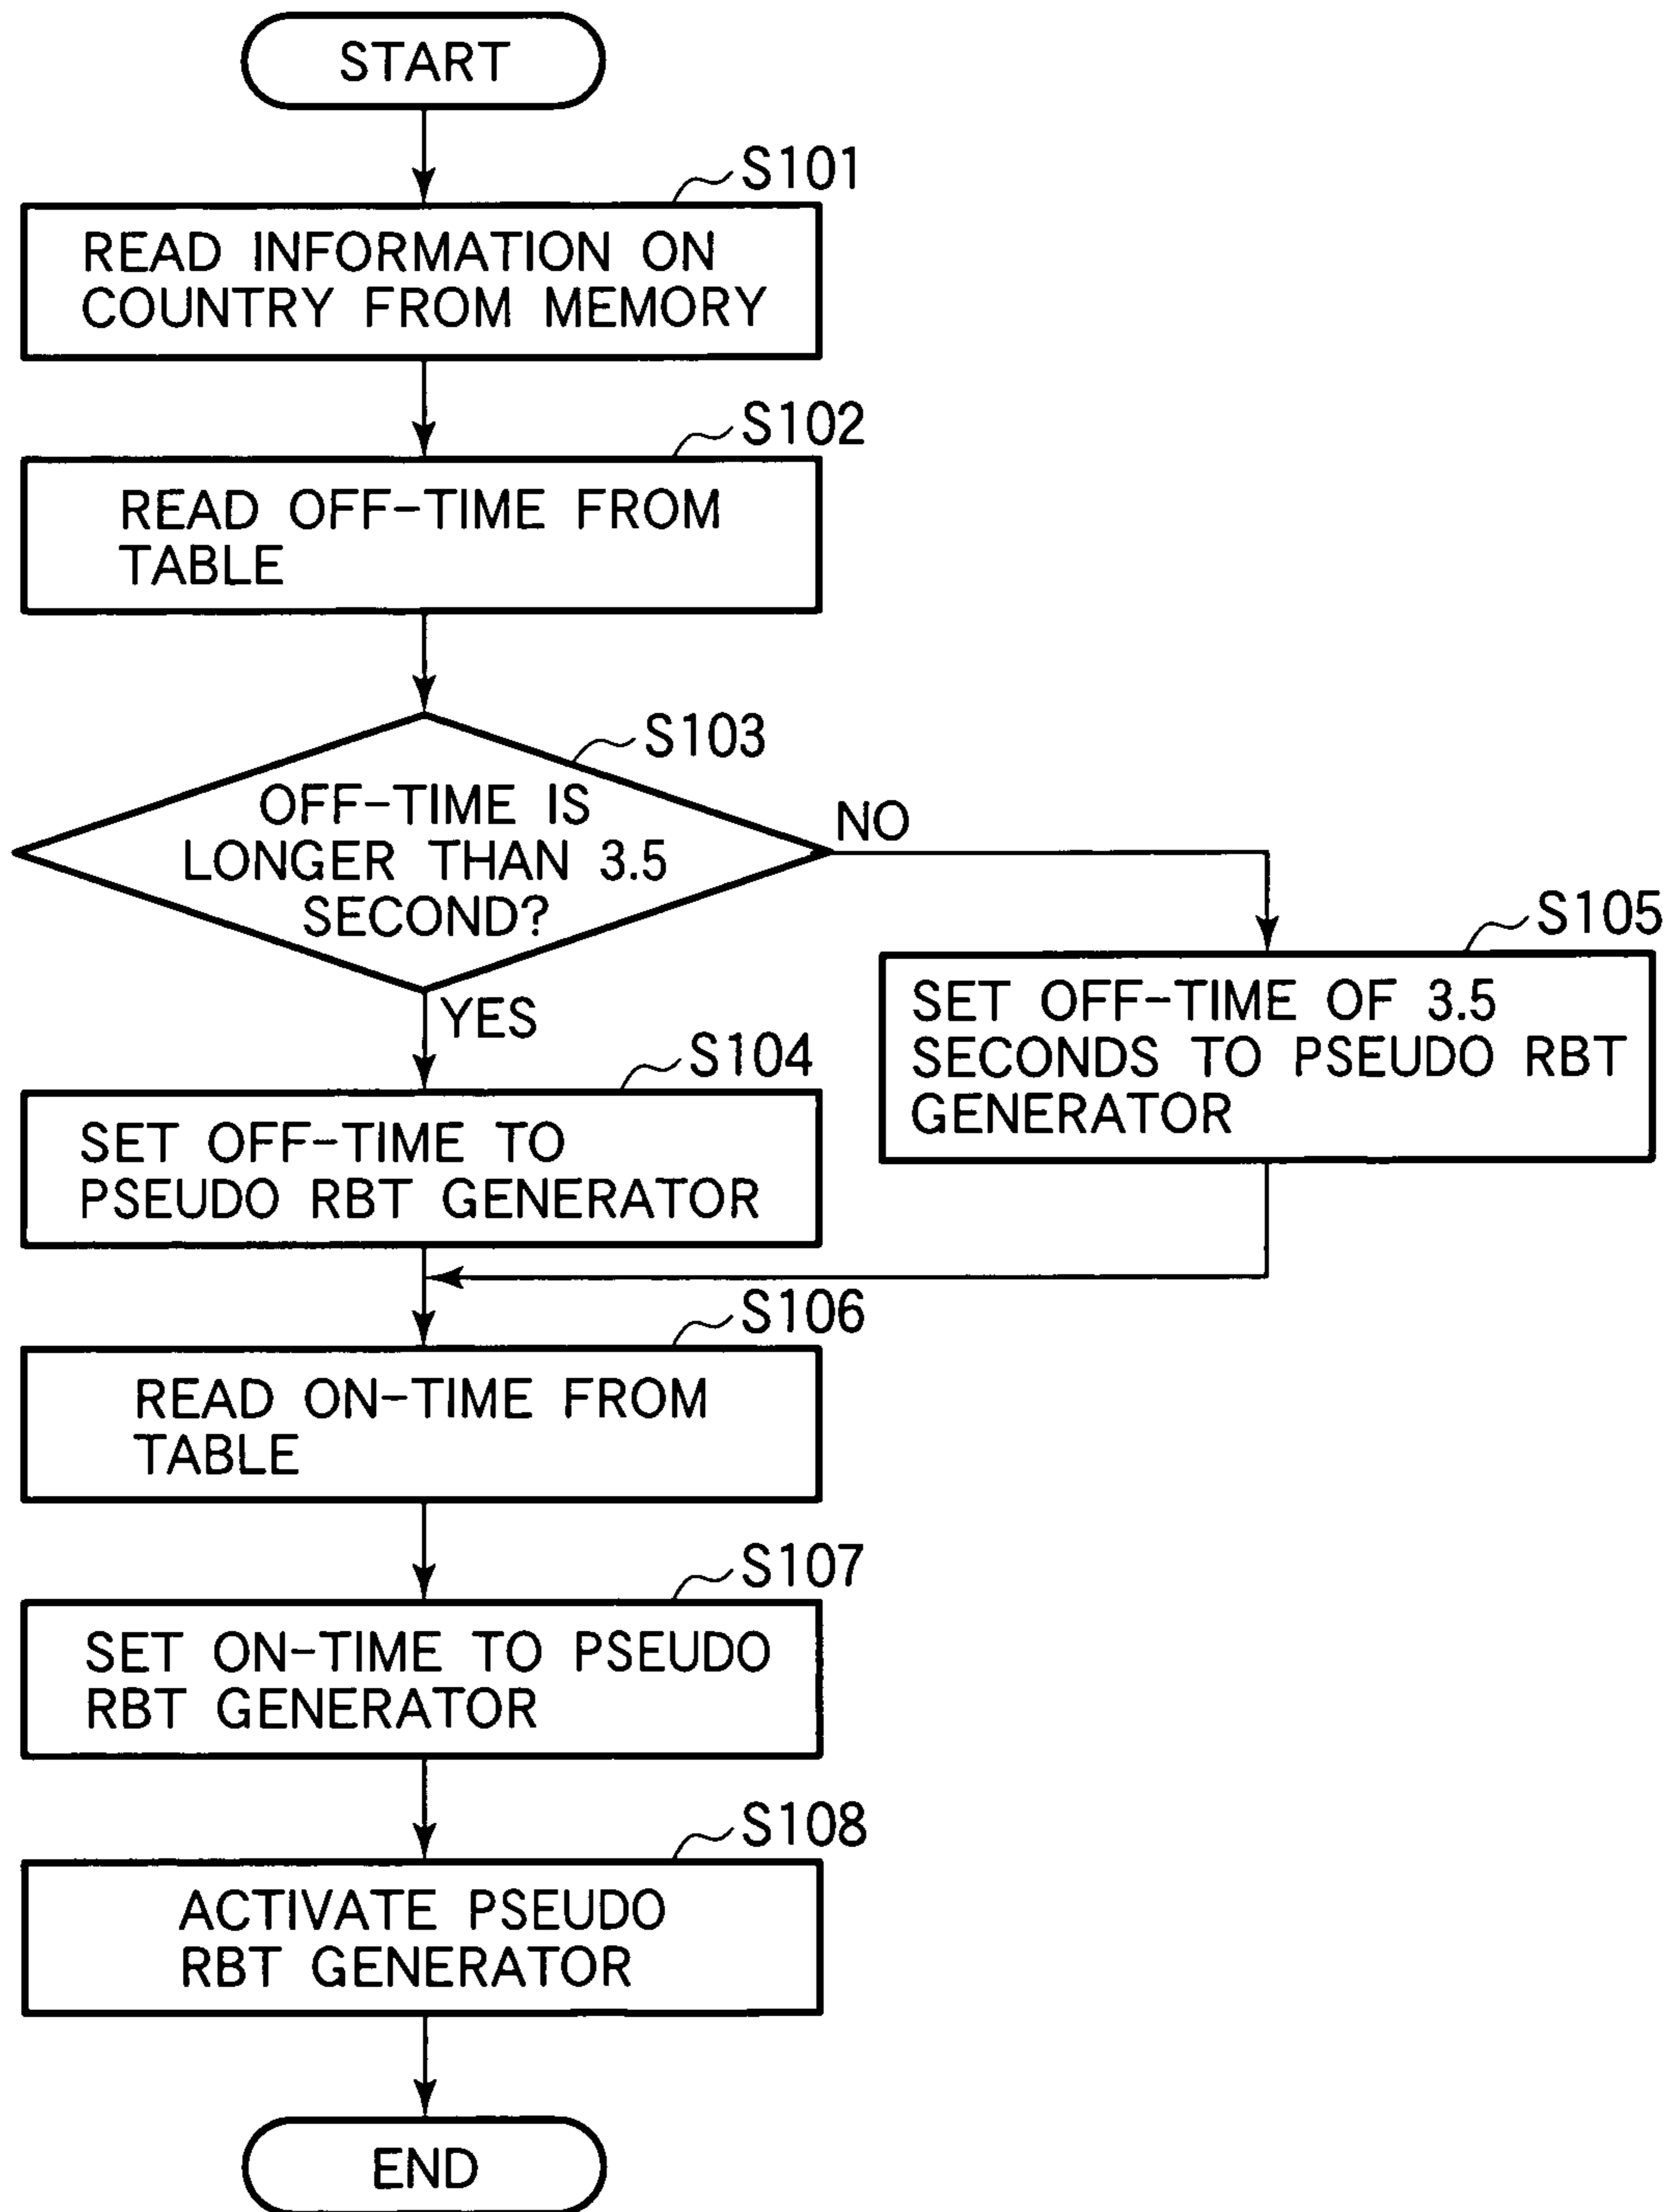 START
S101
READ INFORMATION ON
COUNTRY FROM MEMORY
S102
READ OFF-TIME FROM
TABLE
S103
OFF-TIME IS
LONGER THAN 3.5
SECOND?
NO
YES
S105
SET OFF-TIME OF 3.5
SECONDS TO PSEUDO RBT
GENERATOR
S104
SET OFF-TIME TO
PSEUDO RBT GENERATOR
S106
READ ON-TIME FROM
TABLE
S107
SET ON-TIME TO PSEUDO
RBT GENERATOR
S108
ACTIVATE PSEUDO
RBT GENERATOR
END